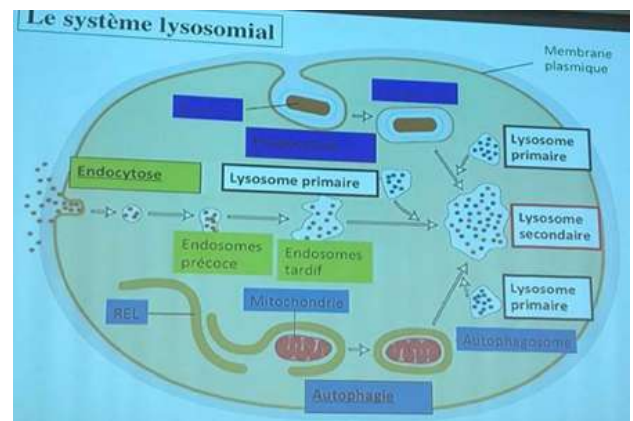 Le système lysosomial
Membrane
plasmique
Lysosome
primaire
Endocytose
Lysosome primaire
Lysosome
secondaire
Endosomes
précoce
Endosomes
tardif
Lysosome
primaire
Mitochondrie
REL
Autophagosome
Autophagie